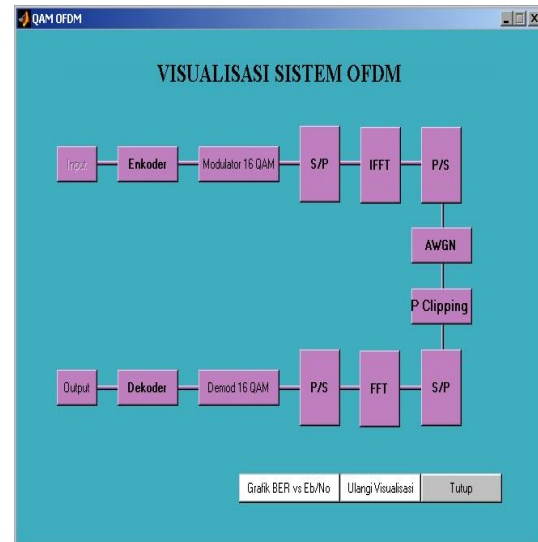 QAM OFDM
VISUALISASI SISTEM OFDM
Input
Enkoder
Modulator 16 QAM
S/P
IFFT
P/S
AWGN
P Clipping
Output
Dekoder
Demod 16 QAM
P/S
FFT
S/P
Grafik BER vs Eb/No
Ulangi Visualisasi
Tutup